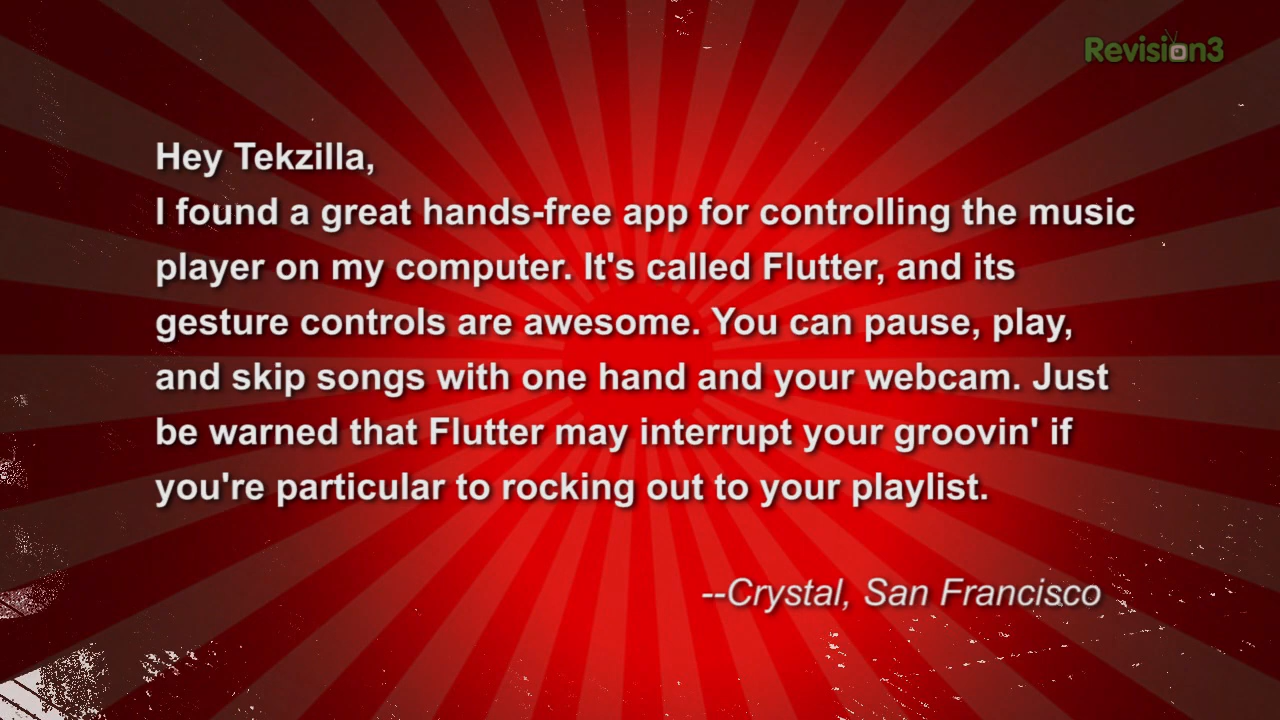 Revision3
Hey Tekzilla,
I found a great hands-free app for controlling the music
player on my computer. It's called Flutter, and its
gesture controls are awesome. You can pause, play,
and skip songs with one hand and your webcam. Just
be warned that Flutter may interrupt your groovin' if
you're particular to rocking out to your playlist.
--Crystal, San Francisco